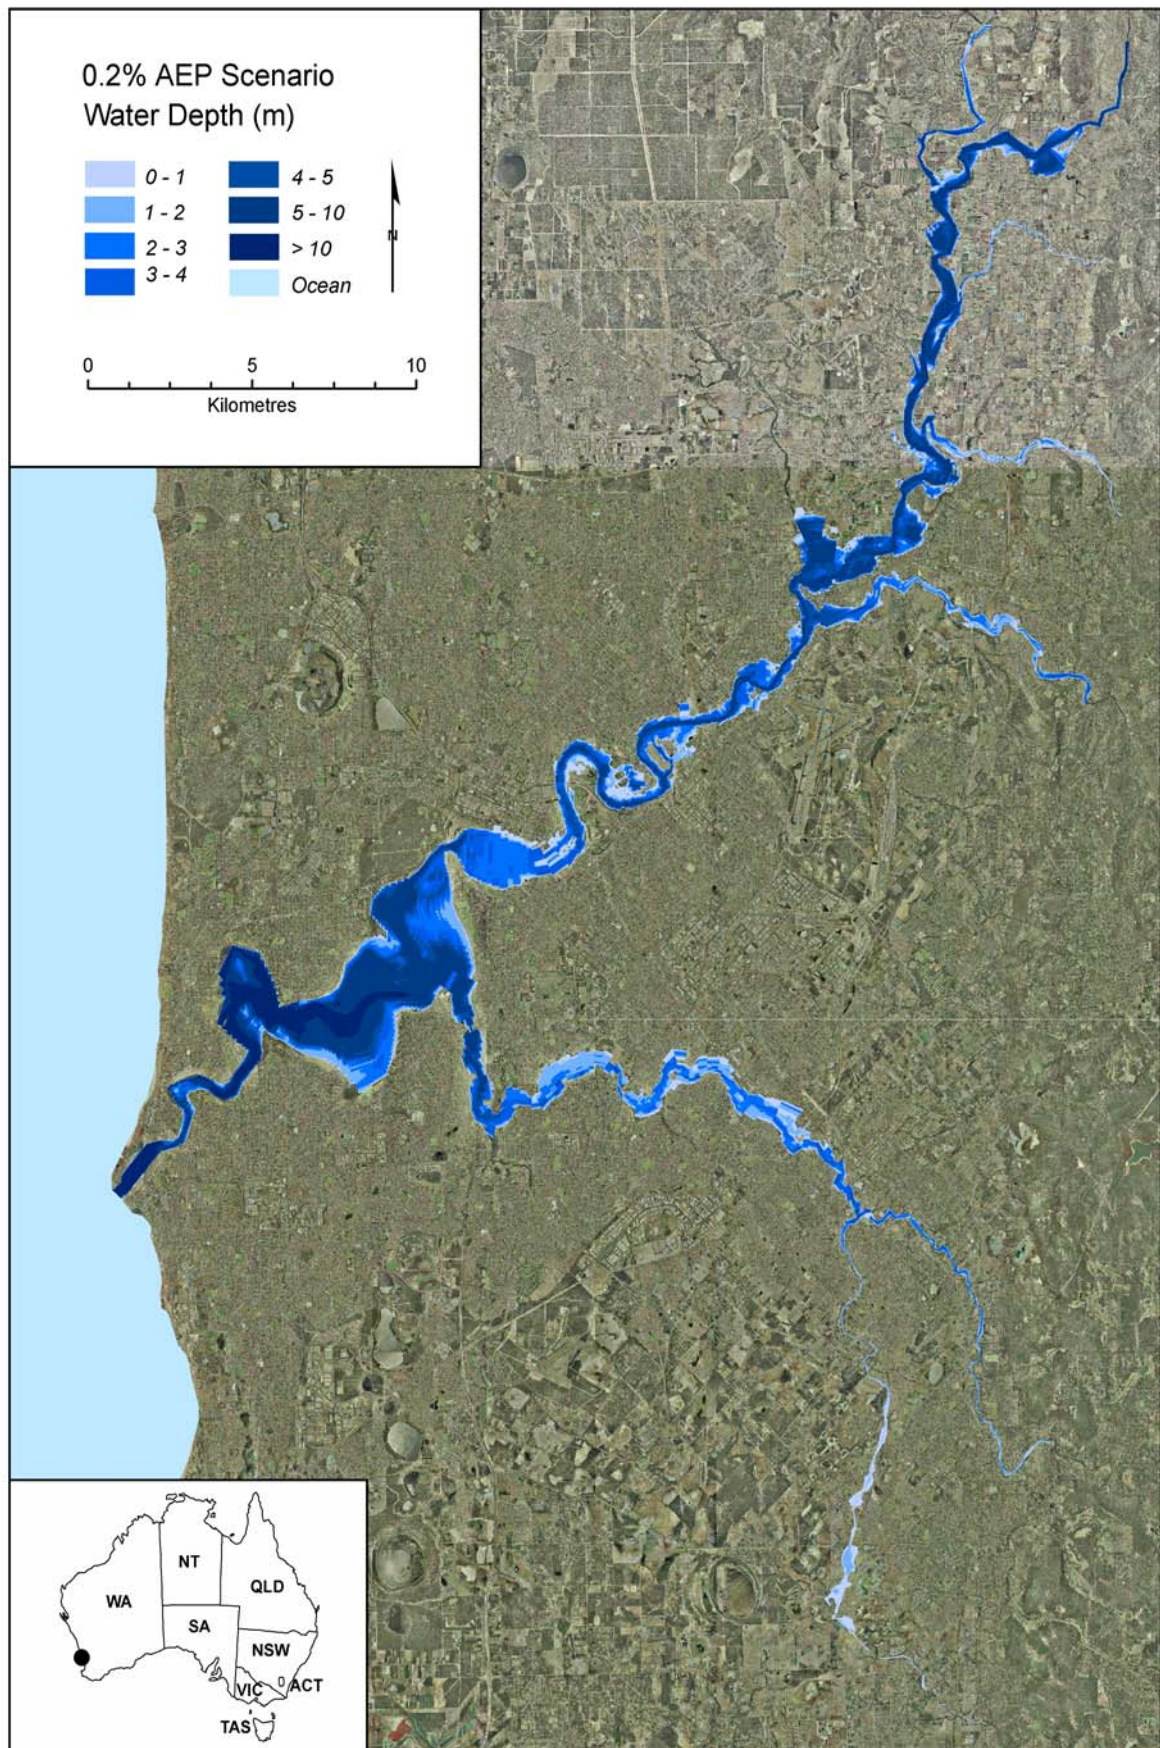 0.2% AEP Scenario
Water Depth (m)
0 - 1
4 - 5
1 - 2
5 - 10
2 - 3
> 10
3 - 4
Ocean
N
0 5 10
Kilometres
NT
QLD
WA
SA
NSW
ACT
VIC
TAS